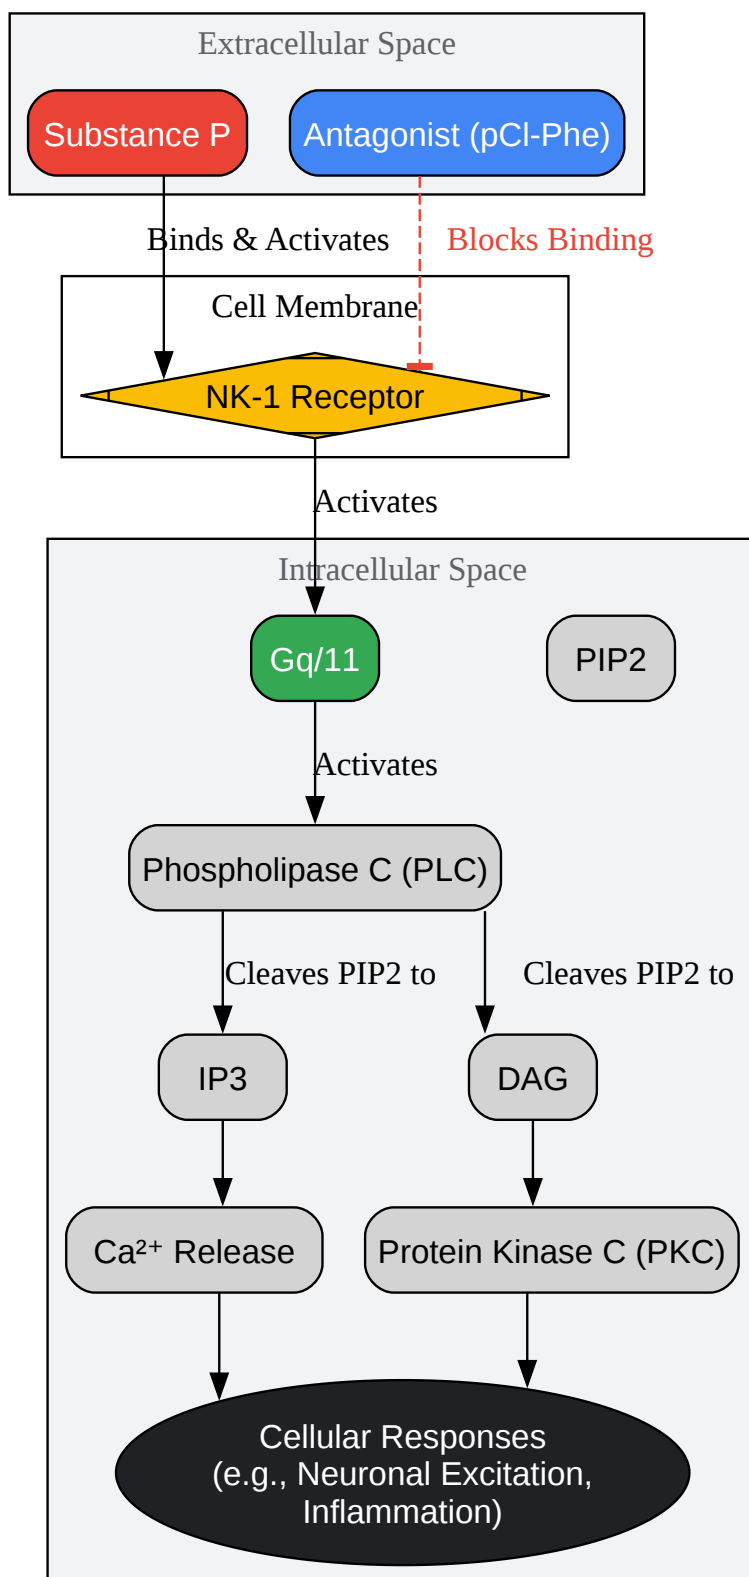 Extracellular Space
Substance P
Antagonist (pCl-Phe)
Binds & Activates
Blocks Binding
Cell Membrane
NK-1 Receptor
Activates
Intracellular Space
Gq/11
PIP2
Activates
Phospholipase C (PLC)
Cleaves PIP2 to
Cleaves PIP2 to
IP3
DAG
Ca²⁺ Release
Protein Kinase C (PKC)
Cellular Responses
(e.g., Neuronal Excitation,
Inflammation)